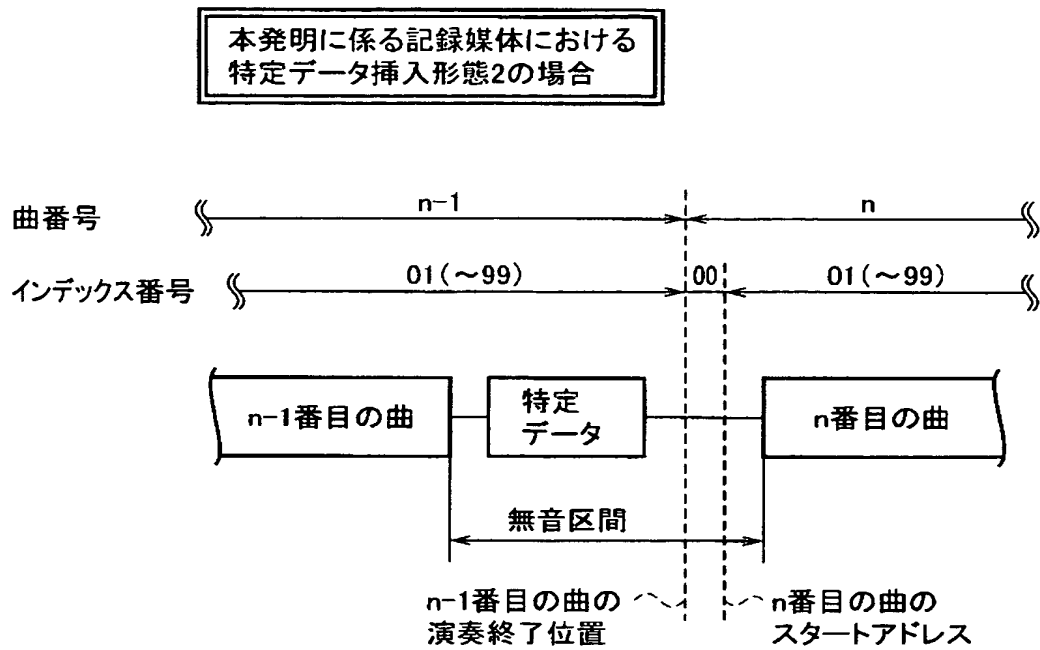 本発明に係る記録媒体における
特定データ挿入形態2の場合
曲番号
n-1
n
インデックス番号
01(～99)
00
01(～99)
n-1番目の曲
特定
データ
n番目の曲
無音区間
n-1番目の曲の
演奏終了位置
n番目の曲の
スタートアドレス